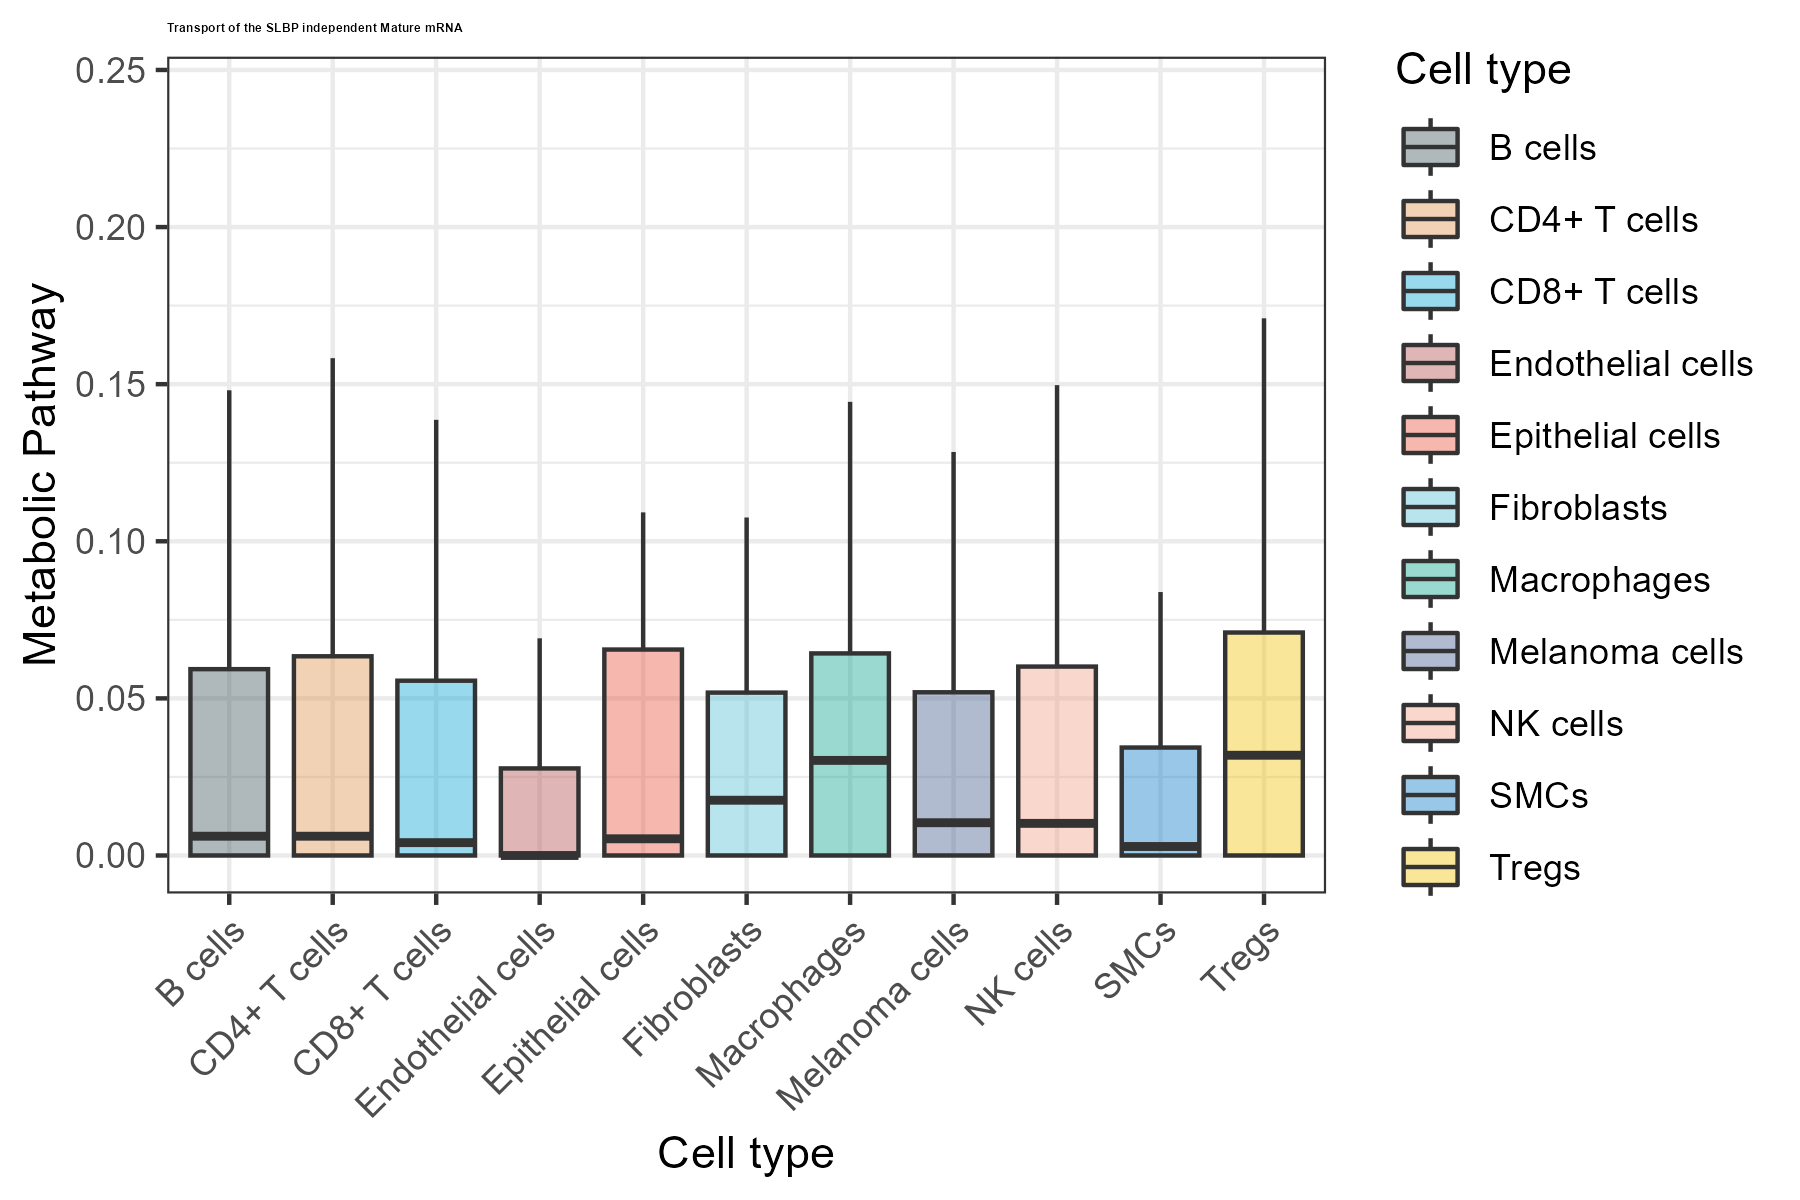 Transport of the SLBP independent Mature mRNA
Metabolic Pathway
0.25
0.20
0.15
0.10
0.05
0.00
B cells
CD4+ T cells
CD8+ T cells
Endothelial cells
Epithelial cells
Fibroblasts
Macrophages
Melanoma cells
NK cells
SMCs
Tregs
Cell type
Cell type
B cells
CD4+ T cells
CD8+ T cells
Endothelial cells
Epithelial cells
Fibroblasts
Macrophages
Melanoma cells
NK cells
SMCs
Tregs